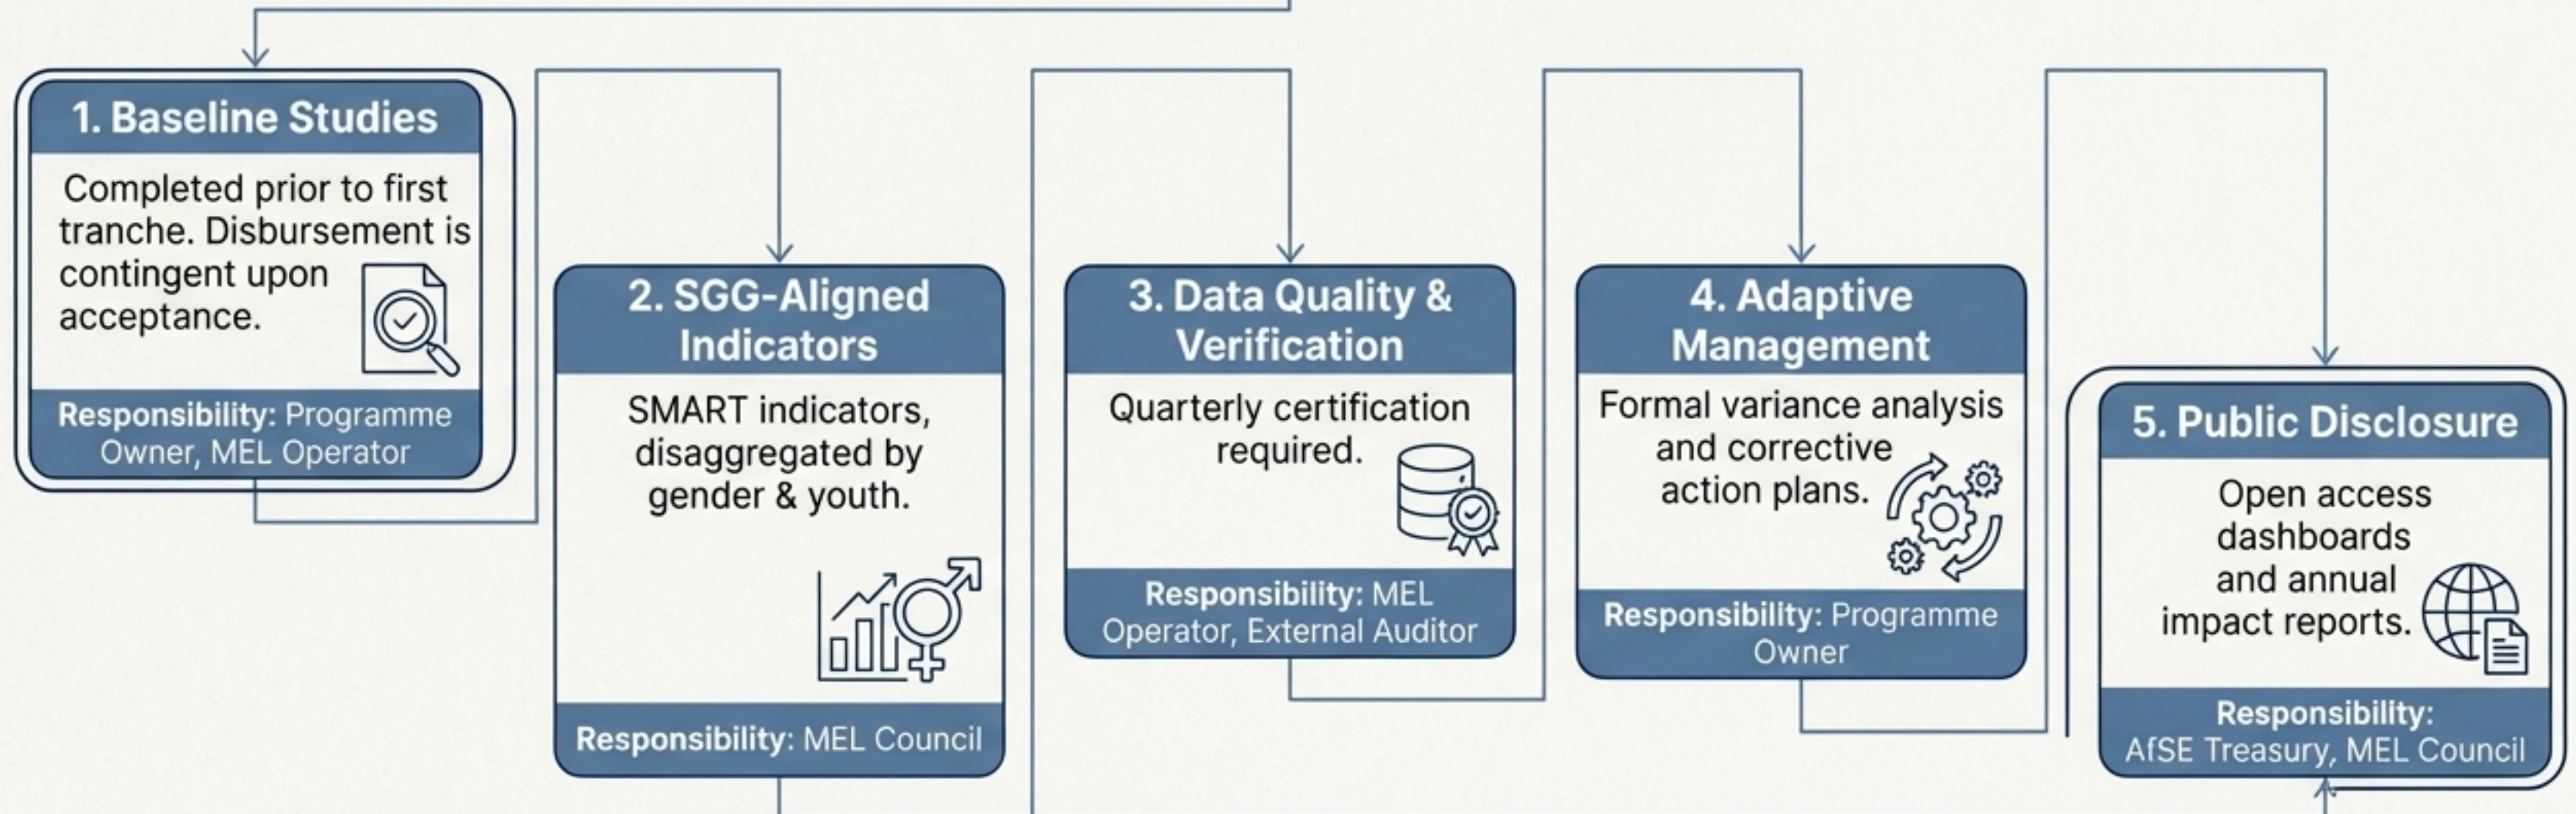 1. Baseline Studies
Completed prior to first
tranche. Disbursement is
contingent upon
acceptance.
Responsibility: Programme
Owner, MEL Operator
2. SGG-Aligned
Indicators
SMART indicators,
disaggregated by
gender & youth.
Responsibility: MEL Council
3. Data Quality &
Verification
Quarterly certification
required.
Responsibility: MEL
Operator, External Auditor
4. Adaptive
Management
Formal variance analysis
and corrective
action plans.
Responsibility: Programme
Owner
5. Public Disclosure
Open access
dashboards
and annual
impact reports.
Responsibility:
AfSE Treasury, MEL Council